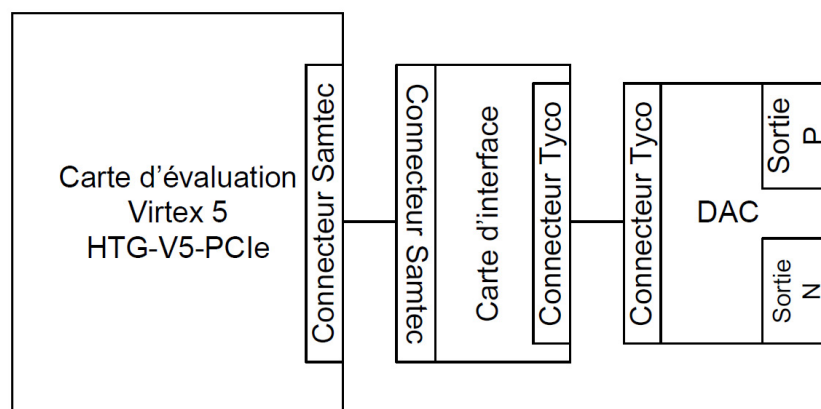 Carte d'évaluation
Virtex 5
HTG-V5-PCIe
Connecteur Samtec
Connecteur Samtec
Carte d'interface
Connecteur Tyco
Connecteur Tyco
DAC
Sortie
P
Sortie
N